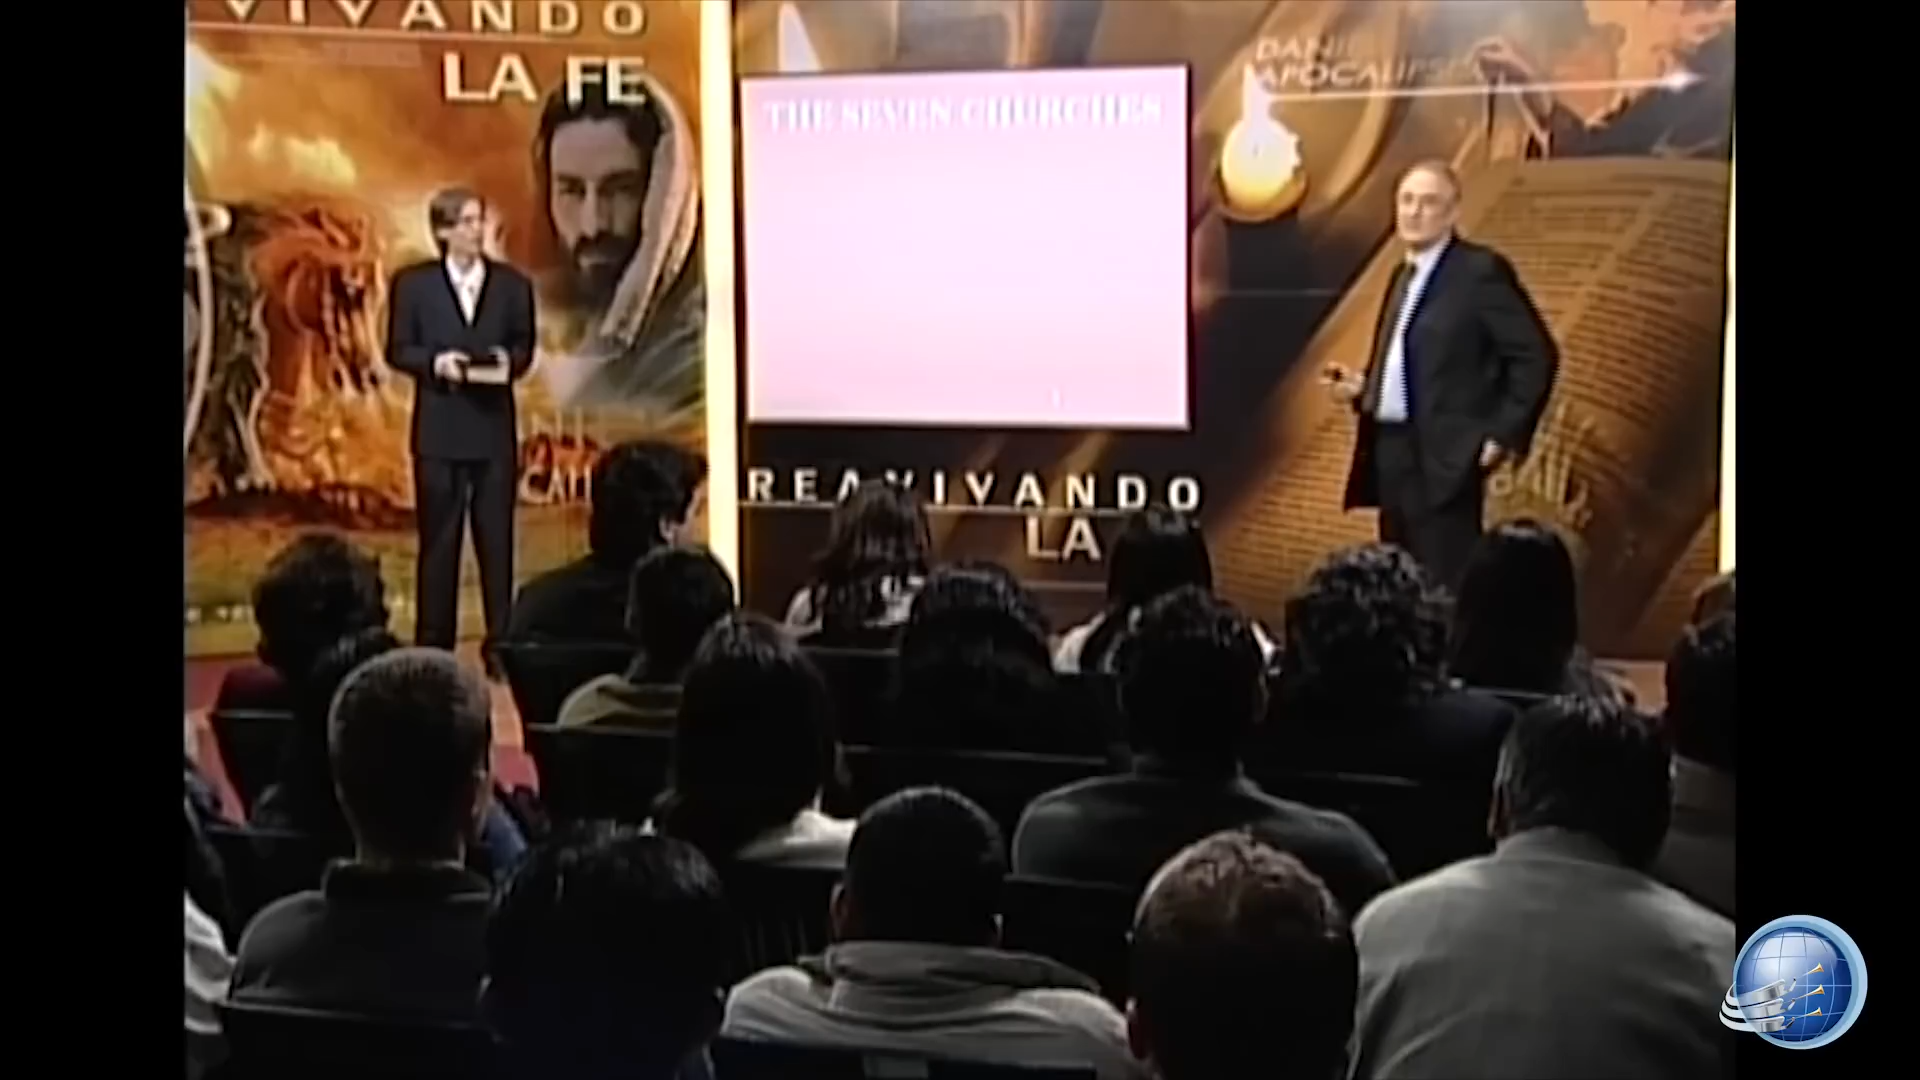 VIVANDO
LA FE
THE SEVEN CHURCHES
APOCALIPSIS
REAVIVANDO
LA